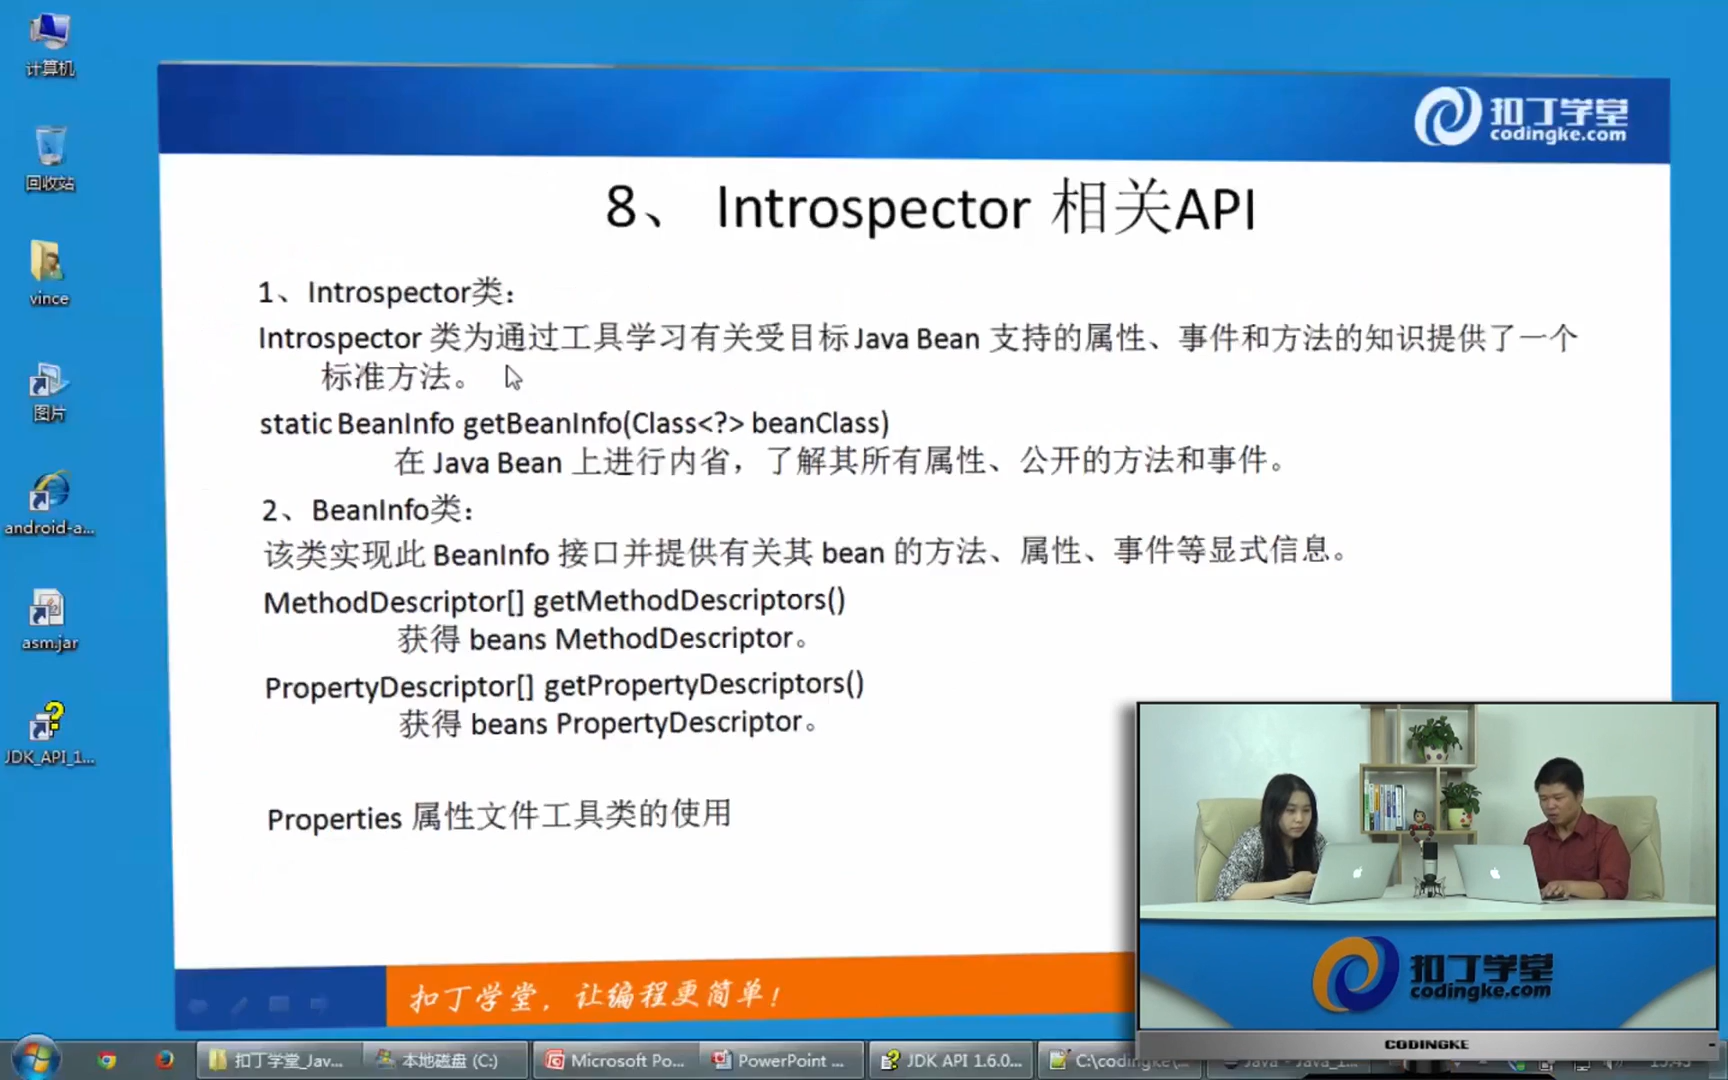 计算机
回收站
vince
图片
android-a...
asm.jar
JDK_API_1...
扣丁学堂
codingke.com
8、 Introspector 相关API
1、Introspector类：
Introspector 类为通过工具学习有关受目标Java Bean 支持的属性、事件和方法的知识提供了一个
标准方法。
static BeanInfo getBeanInfo(Class<?> beanClass)
在 Java Bean 上进行内省，了解其所有属性、公开的方法和事件。
2、BeanInfo类：
该类实现此 BeanInfo 接口并提供有关其 bean 的方法、属性、事件等显式信息。
MethodDescriptor[] getMethodDescriptors()
获得 beans MethodDescriptor。
PropertyDescriptor[] getPropertyDescriptors()
获得 beans PropertyDescriptor。
Properties 属性文件工具类的使用
扣丁学堂，让编程更简单！
扣丁学堂
codingke.com
CODINGKE
扣丁学堂_Jav...
本地磁盘 (C:)
Microsoft Po...
PowerPoint ...
JDK API 1.6.0...
C:\codingke\